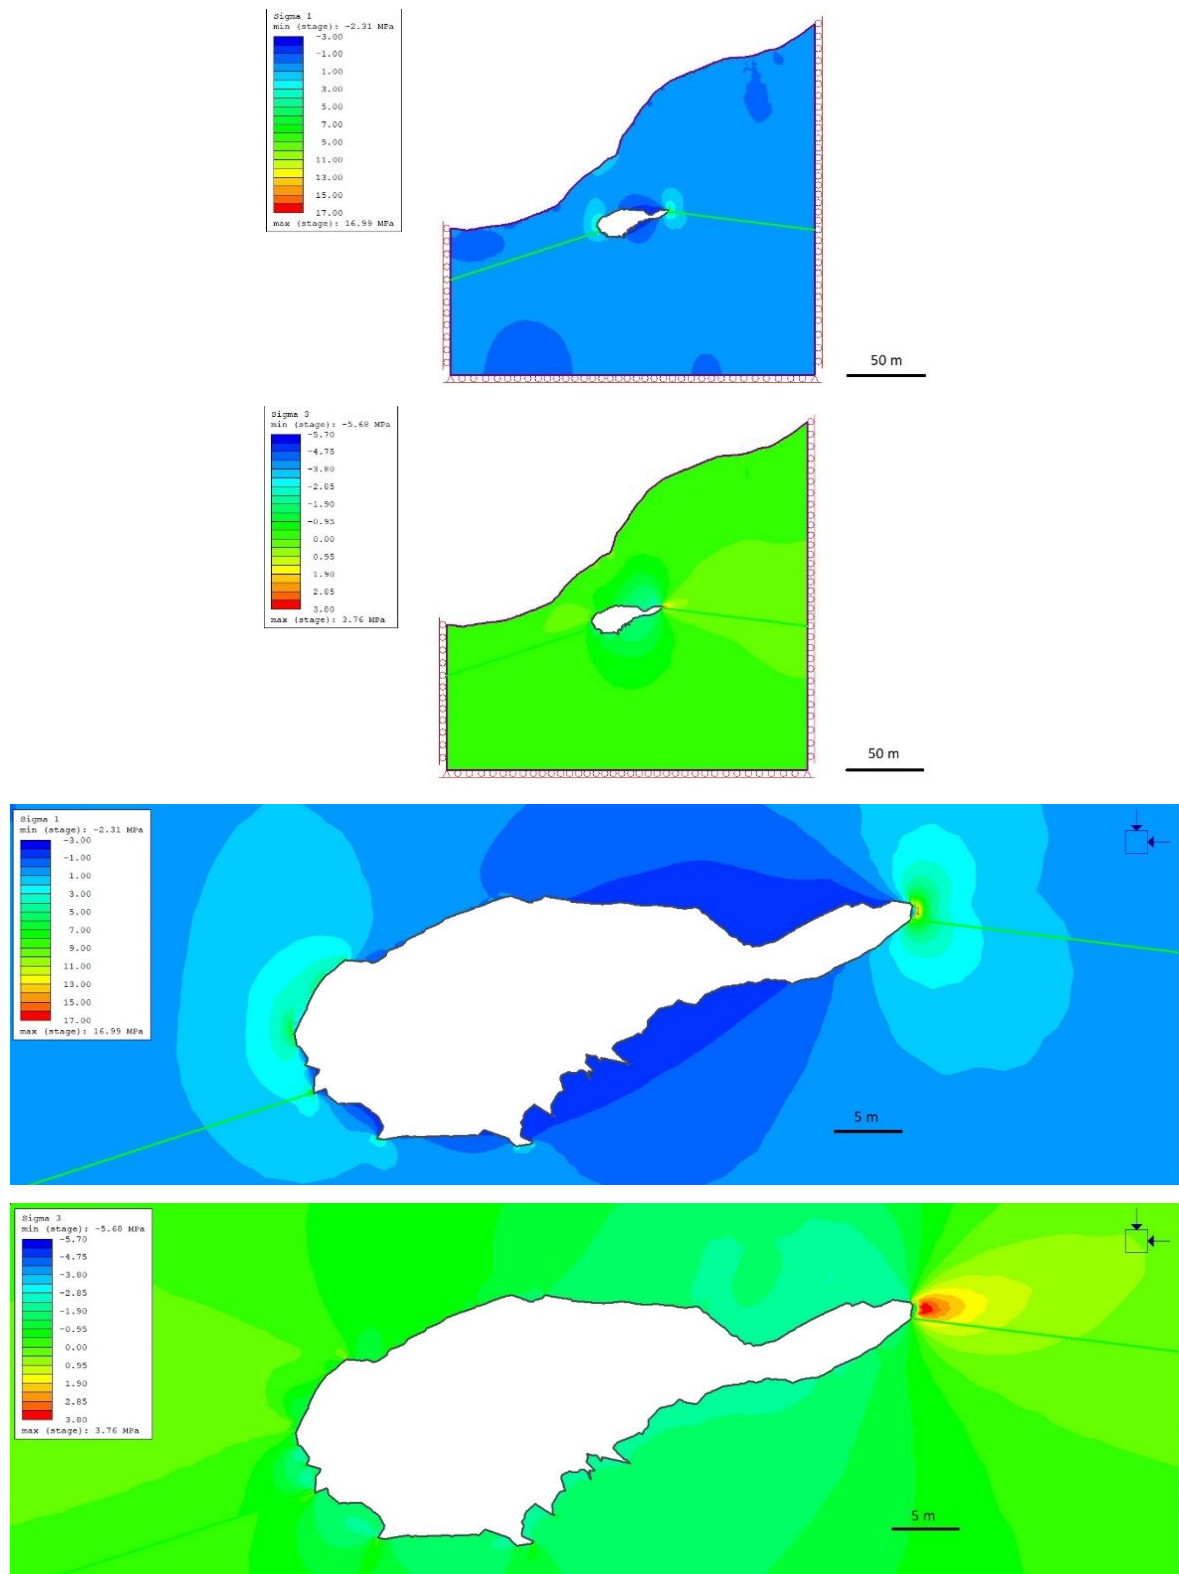 Sigma 1
min (stage): -2.31 MPa
-3.00
-1.00
1.00
3.00
5.00
7.00
9.00
11.00
13.00
15.00
17.00
max (stage): 16.99 MPa
50 m
Sigma 3
min (stage): -5.68 MPa
-5.70
-4.75
-3.80
-2.85
-1.90
-0.95
0.00
0.95
1.90
2.85
3.80
max (stage): 3.76 MPa
50 m
Sigma 1
min (stage): -2.31 MPa
-3.00
-1.00
1.00
3.00
5.00
7.00
9.00
11.00
13.00
15.00
17.00
max (stage): 16.99 MPa
5 m
Sigma 3
min (stage): -5.68 MPa
-5.70
-4.75
-3.80
-2.85
-1.90
-0.95
0.00
0.95
1.90
2.85
3.80
max (stage): 3.76 MPa
5 m